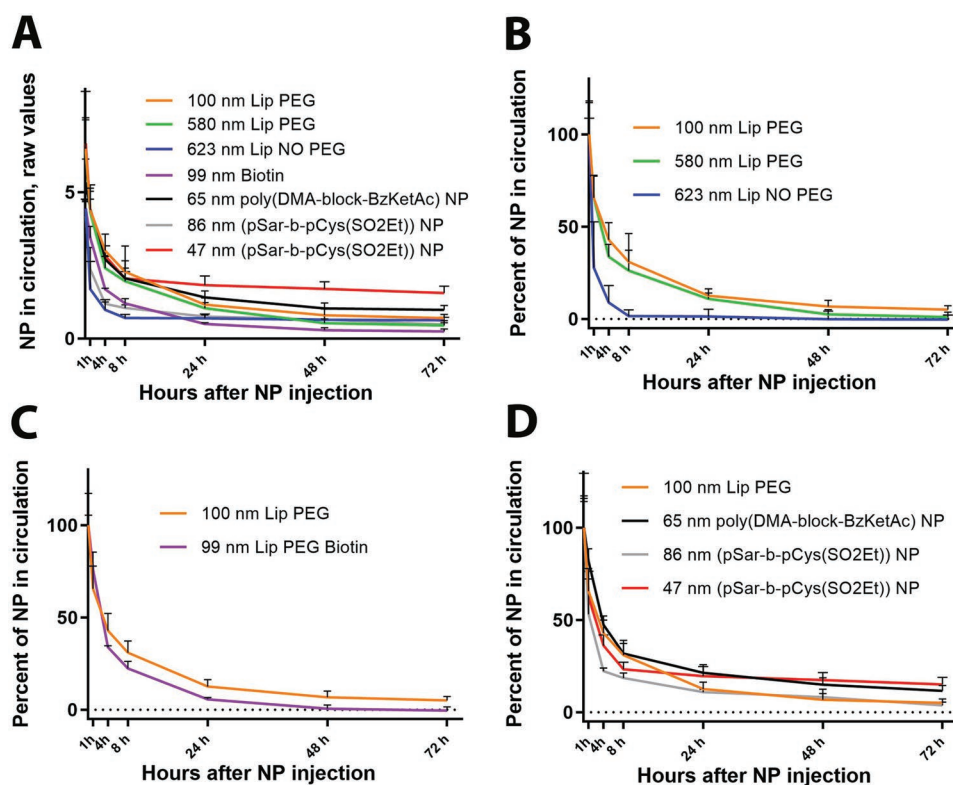 A
NP in circulation, raw values
5
0
100 nm Lip PEG
580 nm Lip PEG
623 nm Lip NO PEG
99 nm Biotin
65 nm poly(DMA-block-BzKetAc) NP
86 nm (pSar-b-pCys(SO2Et)) NP
47 nm (pSar-b-pCys(SO2Et)) NP
1h 4h 8 h 24 h 48 h 72 h
Hours after NP injection
B
Percent of NP in circulation
100
50
0
100 nm Lip PEG
580 nm Lip PEG
623 nm Lip NO PEG
1h 4h 8 h 24 h 48 h 72 h
Hours after NP injection
C
Percent of NP in circulation
100
50
0
100 nm Lip PEG
99 nm Lip PEG Biotin
1h 4h 8 h 24 h 48 h 72 h
Hours after NP injection
D
Percent of NP in circulation
100
50
0
100 nm Lip PEG
65 nm poly(DMA-block-BzKetAc) NP
86 nm (pSar-b-pCys(SO2Et)) NP
47 nm (pSar-b-pCys(SO2Et)) NP
1h 4h 8 h 24 h 48 h 72 h
Hours after NP injection